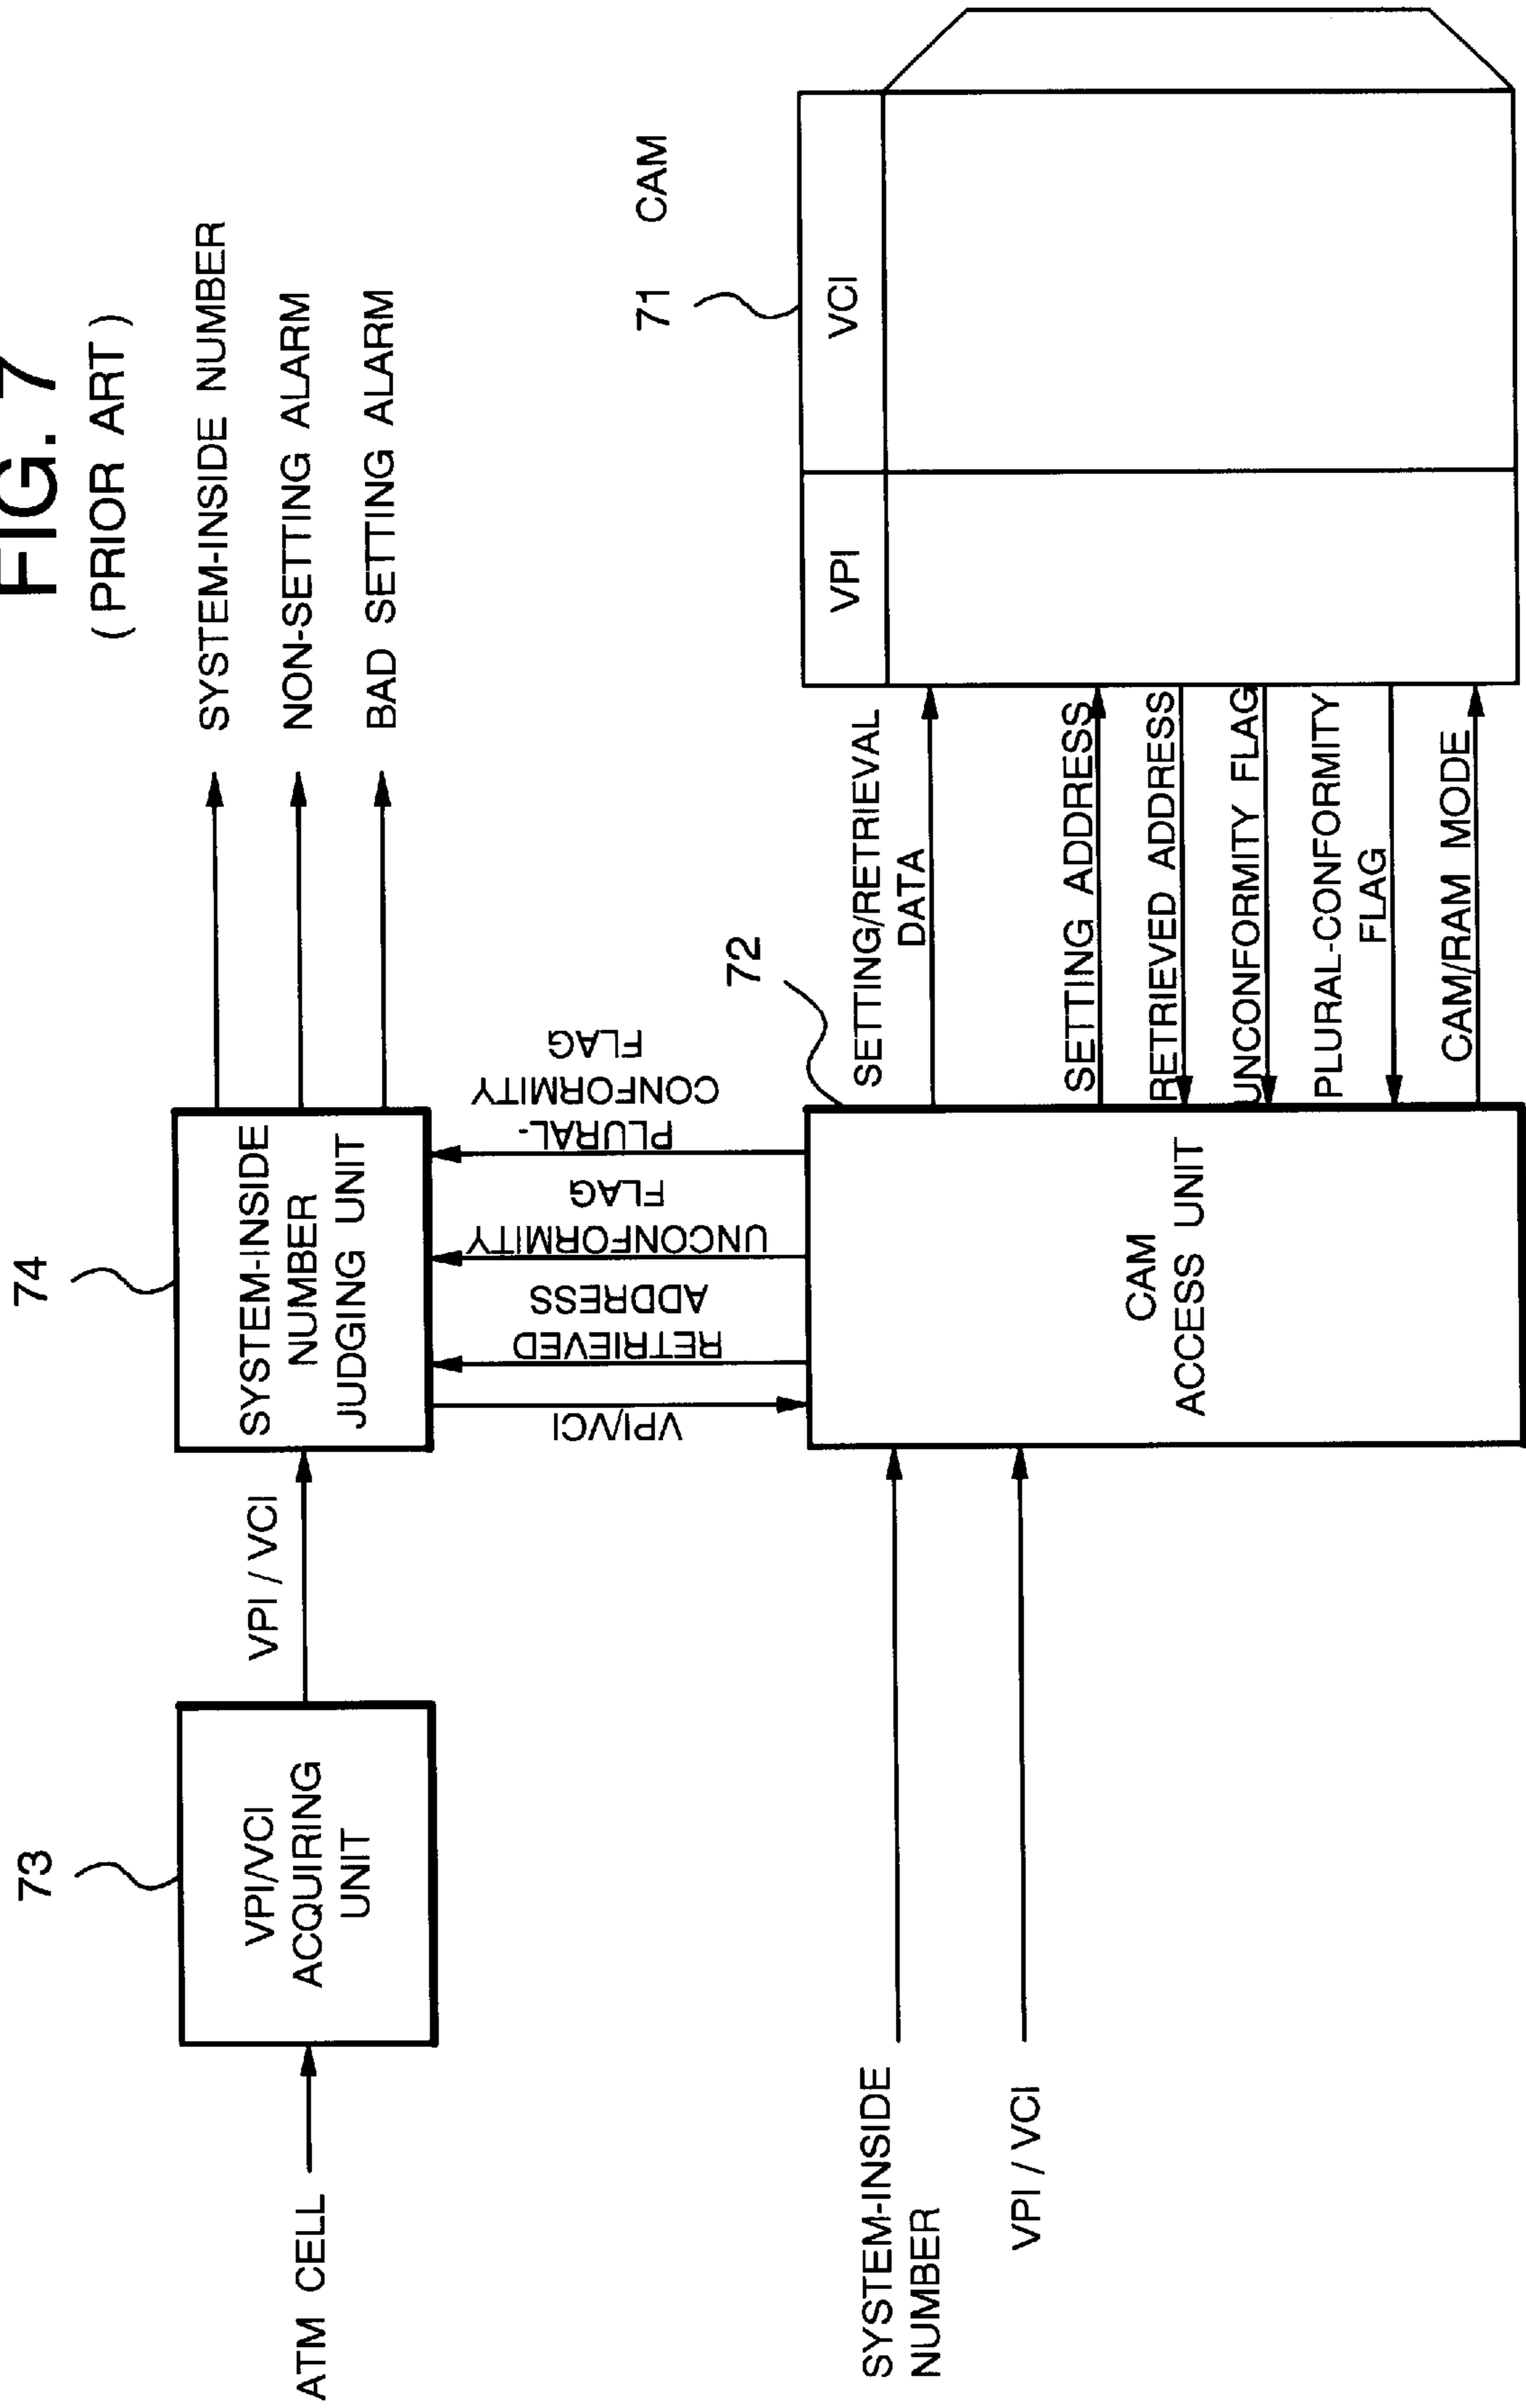 FIG. 7
( PRIOR ART )
SYSTEM-INSIDE NUMBER
NON-SETTING ALARM
BAD SETTING ALARM
74
SYSTEM-INSIDE
NUMBER
JUDGING UNIT
73
VPI/VCI
ACQUIRING
UNIT
ATM CELL
VPI / VCI
VPI/VCI
RETRIEVED
ADDRESS
UNCONFORMITY
FLAG
PLURAL-
CONFORMITY
FLAG
72
CAM
ACCESS UNIT
SYSTEM-INSIDE
NUMBER
VPI / VCI
SETTING/RETRIEVAL
DATA
SETTING ADDRESS
RETRIEVED ADDRESS
UNCONFORMITY FLAG
PLURAL-CONFORMITY
FLAG
CAM/RAM MODE
71 CAM
VPI
VCI